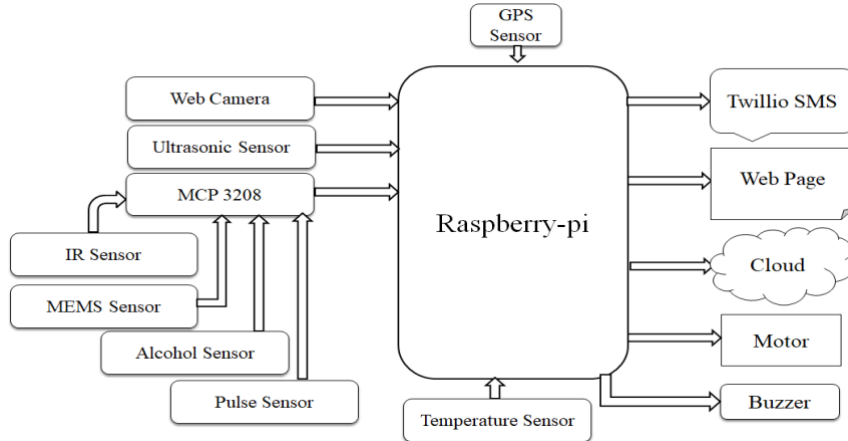 GPS
Sensor
Web Camera
Ultrasonic Sensor
MCP 3208
IR Sensor
MEMS Sensor
Alcohol Sensor
Pulse Sensor
Raspberry-pi
Temperature Sensor
Twillio SMS
Web Page
Cloud
Motor
Buzzer